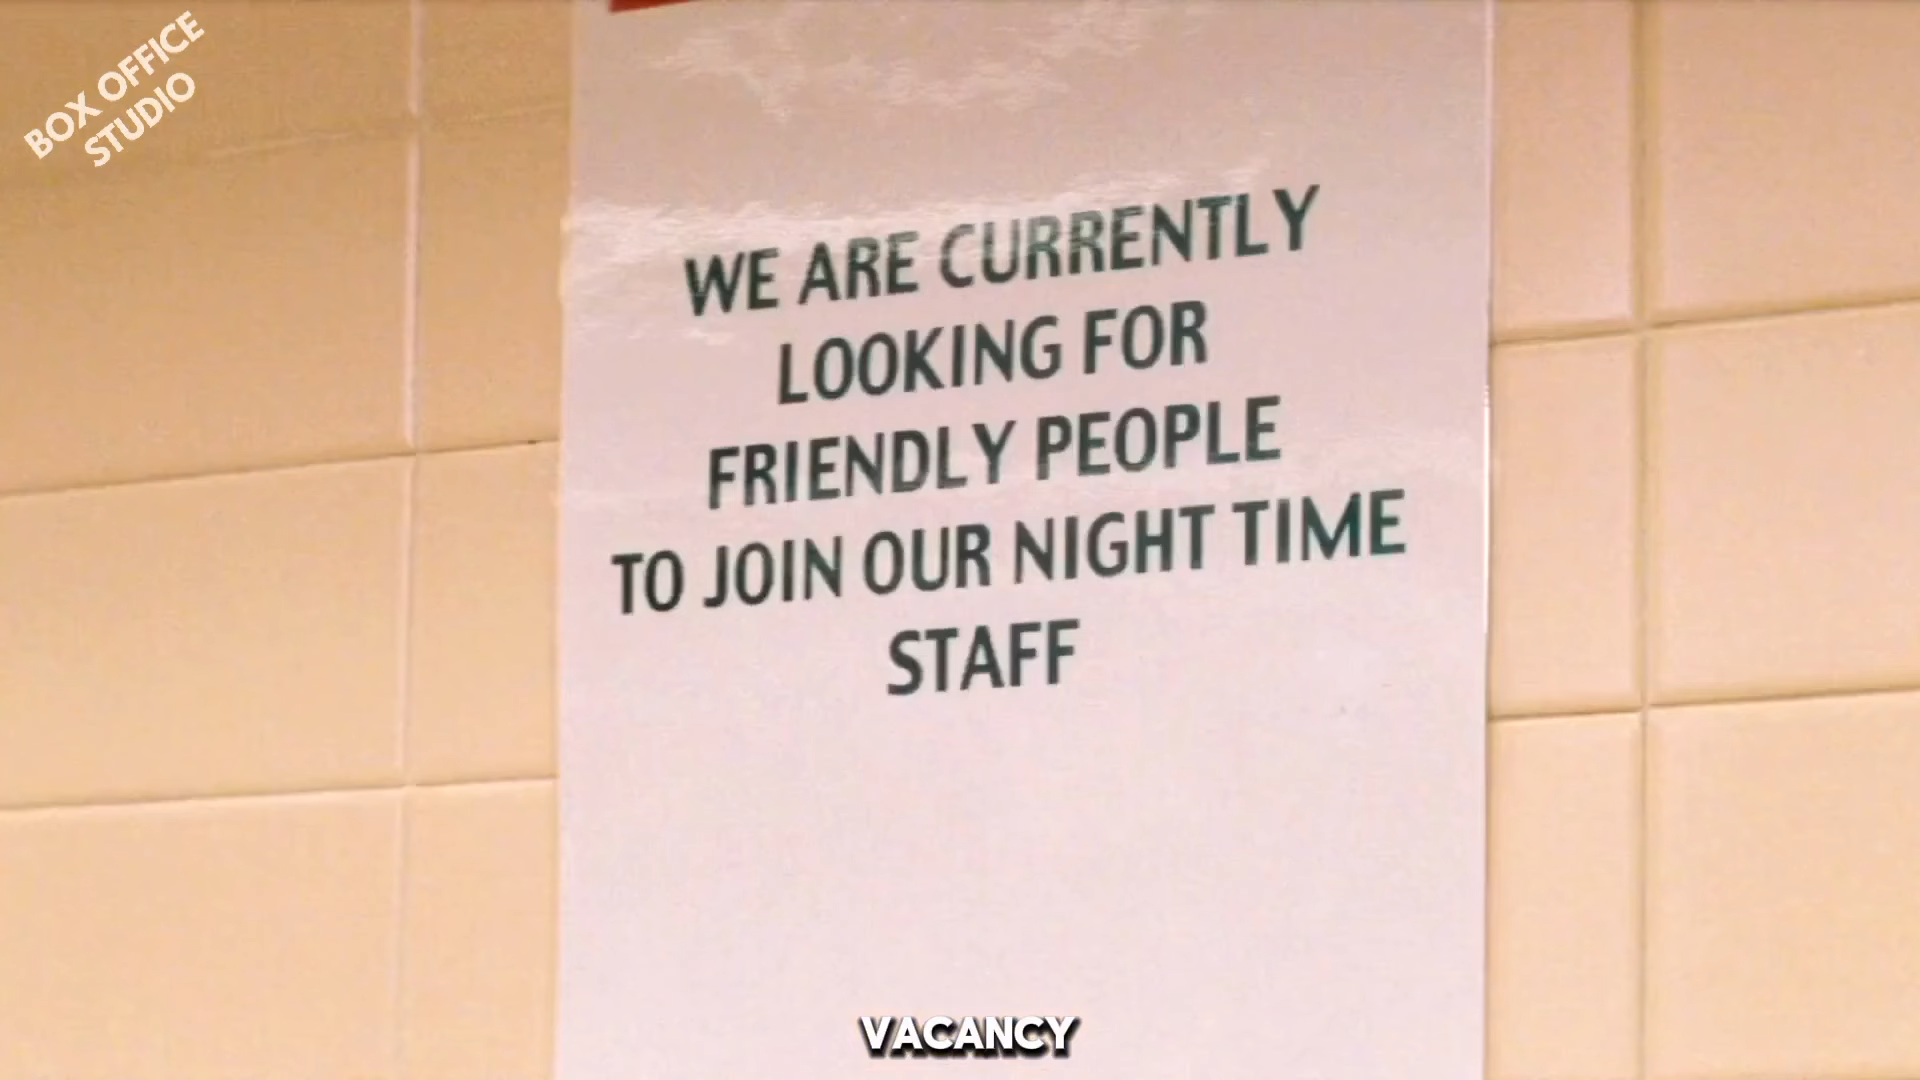 BOX OFFICE
STUDIO
WE ARE CURRENTLY
LOOKING FOR
FRIENDLY PEOPLE
TO JOIN OUR NIGHT TIME
STAFF
VACANCY